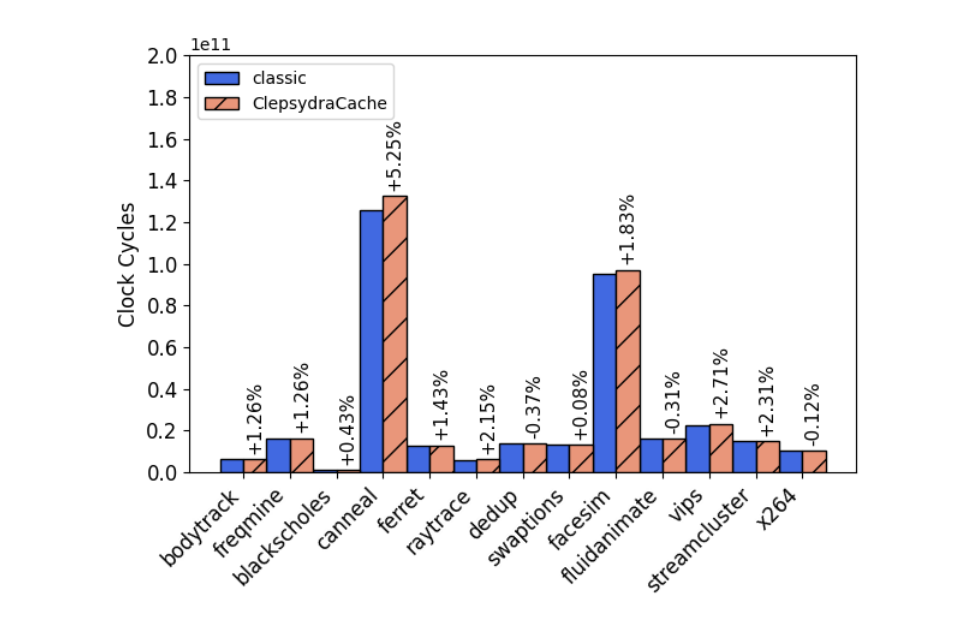 1e11
2.0
1.8
1.6
1.4
1.2
1.0
0.8
0.6
0.4
0.2
0.0
Clock Cycles
classic
ClepsydraCache
+1.26%
+1.26%
+0.43%
+5.25%
+1.43%
+2.15%
-0.37%
+0.08%
+1.83%
-0.31%
+2.71%
+2.31%
-0.12%
bodytrack
freqmine
blackscholes
canneal
ferret
raytrace
dedup
swaptions
facesim
fluidanimate
vips
streamcluster
x264